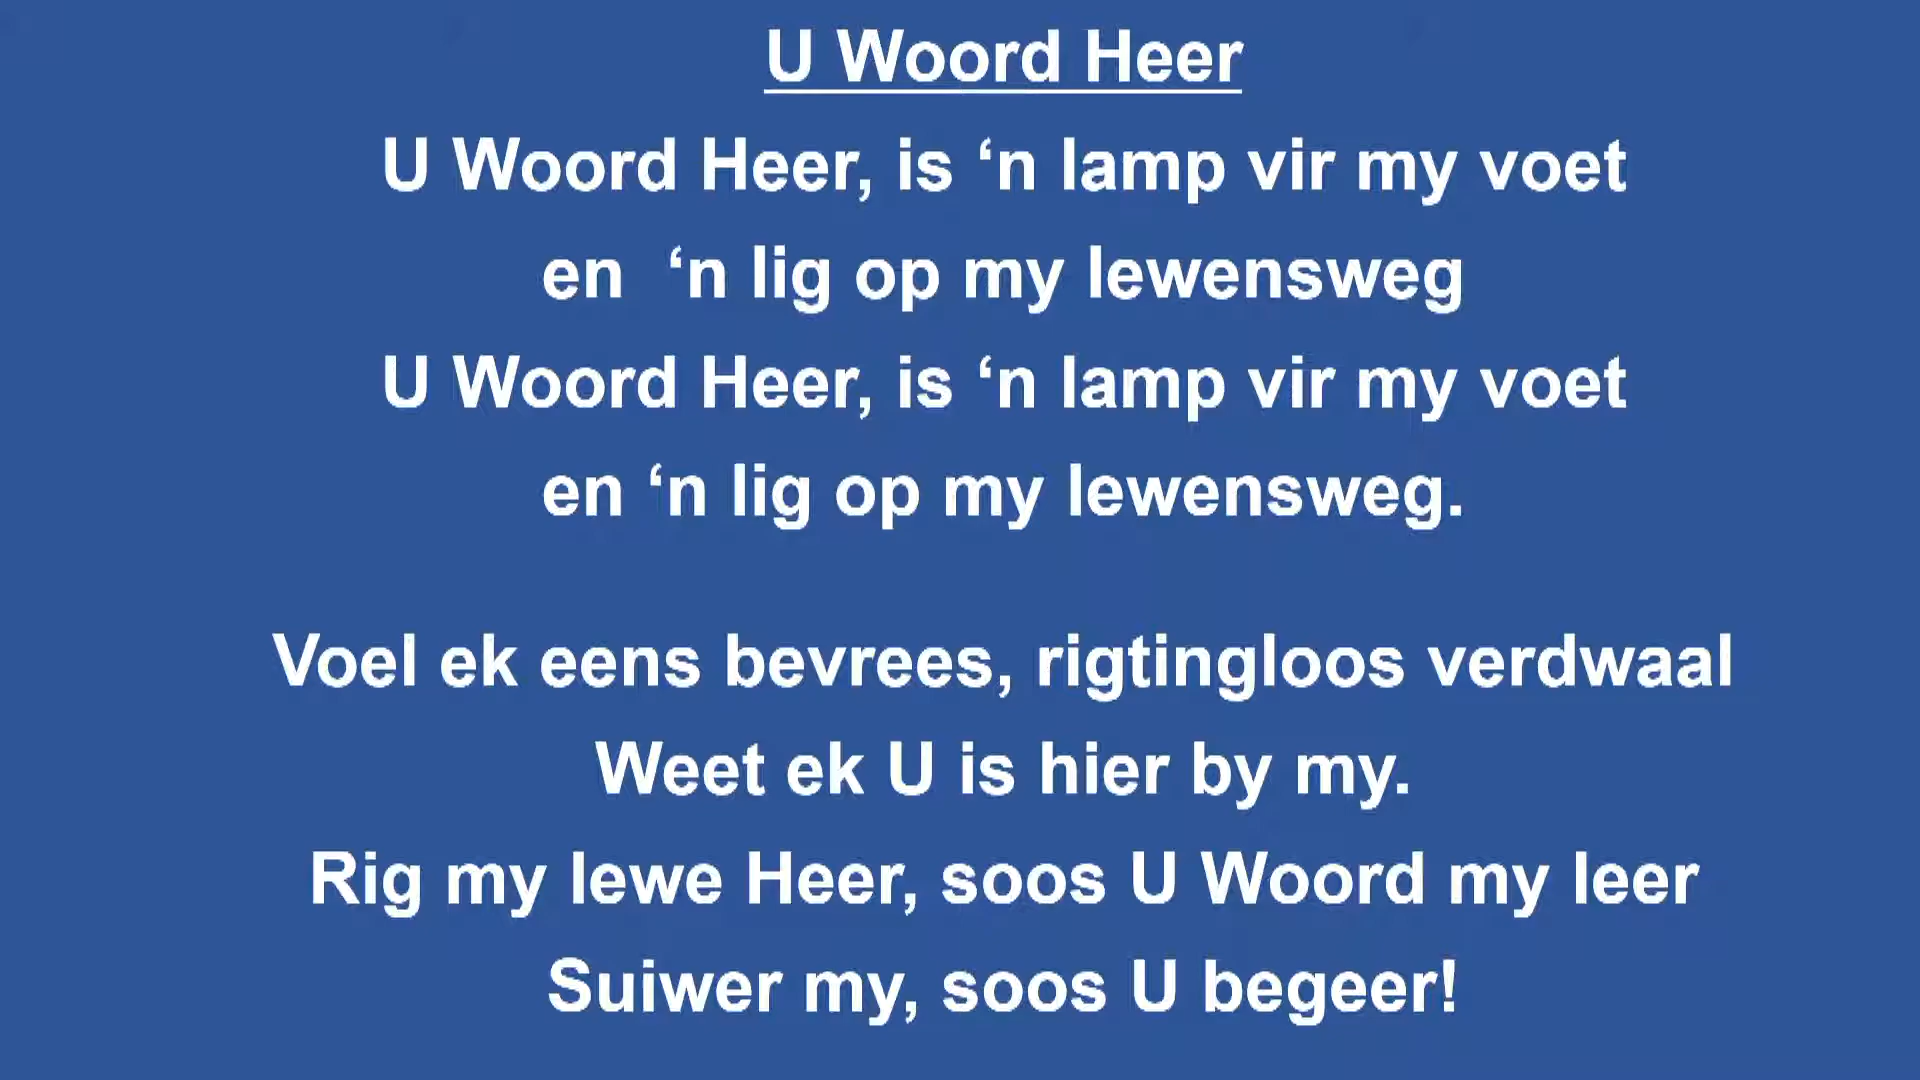 U Woord Heer
U Woord Heer, is ‘n lamp vir my voet
en  ‘n lig op my lewensweg
U Woord Heer, is ‘n lamp vir my voet
en ‘n lig op my lewensweg.
Voel ek eens bevrees, rigtingloos verdwaal
Weet ek U is hier by my.
Rig my lewe Heer, soos U Woord my leer
Suiwer my, soos U begeer!